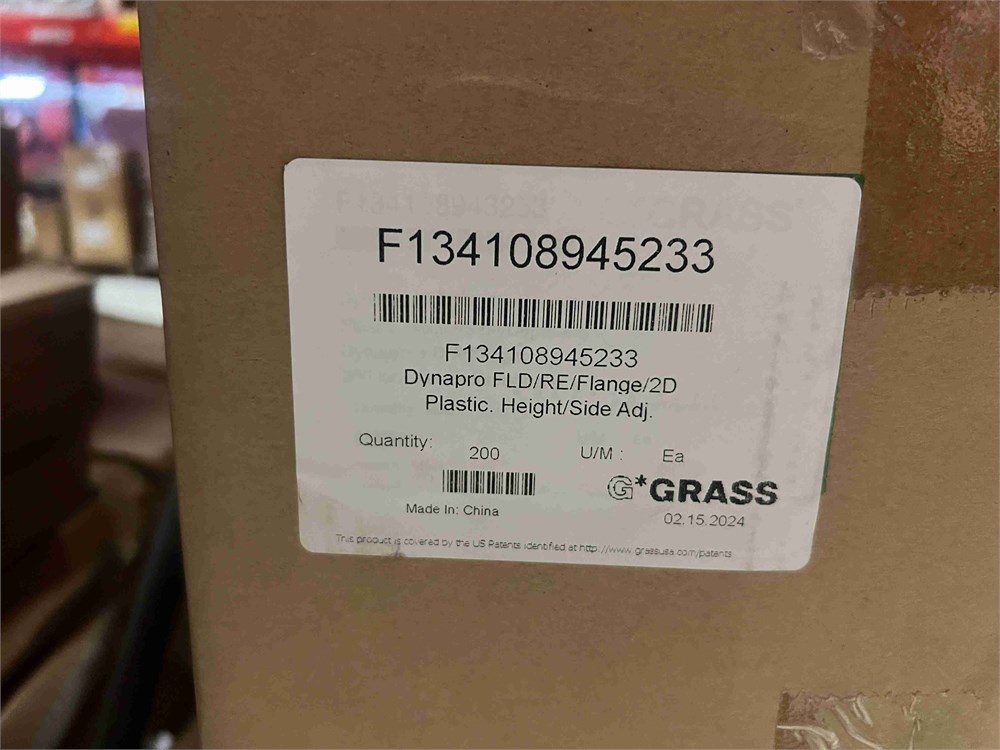 F134108945233
F134108945233
Dynapro FLD/RE/Flange/2D
Plastic. Height/Side Adj.
Quantity: 200 U/M : Ea
G*GRASS
Made In: China
02.15.2024
This product is covered by the US Patents identified at http://www.grassusa.com/patents